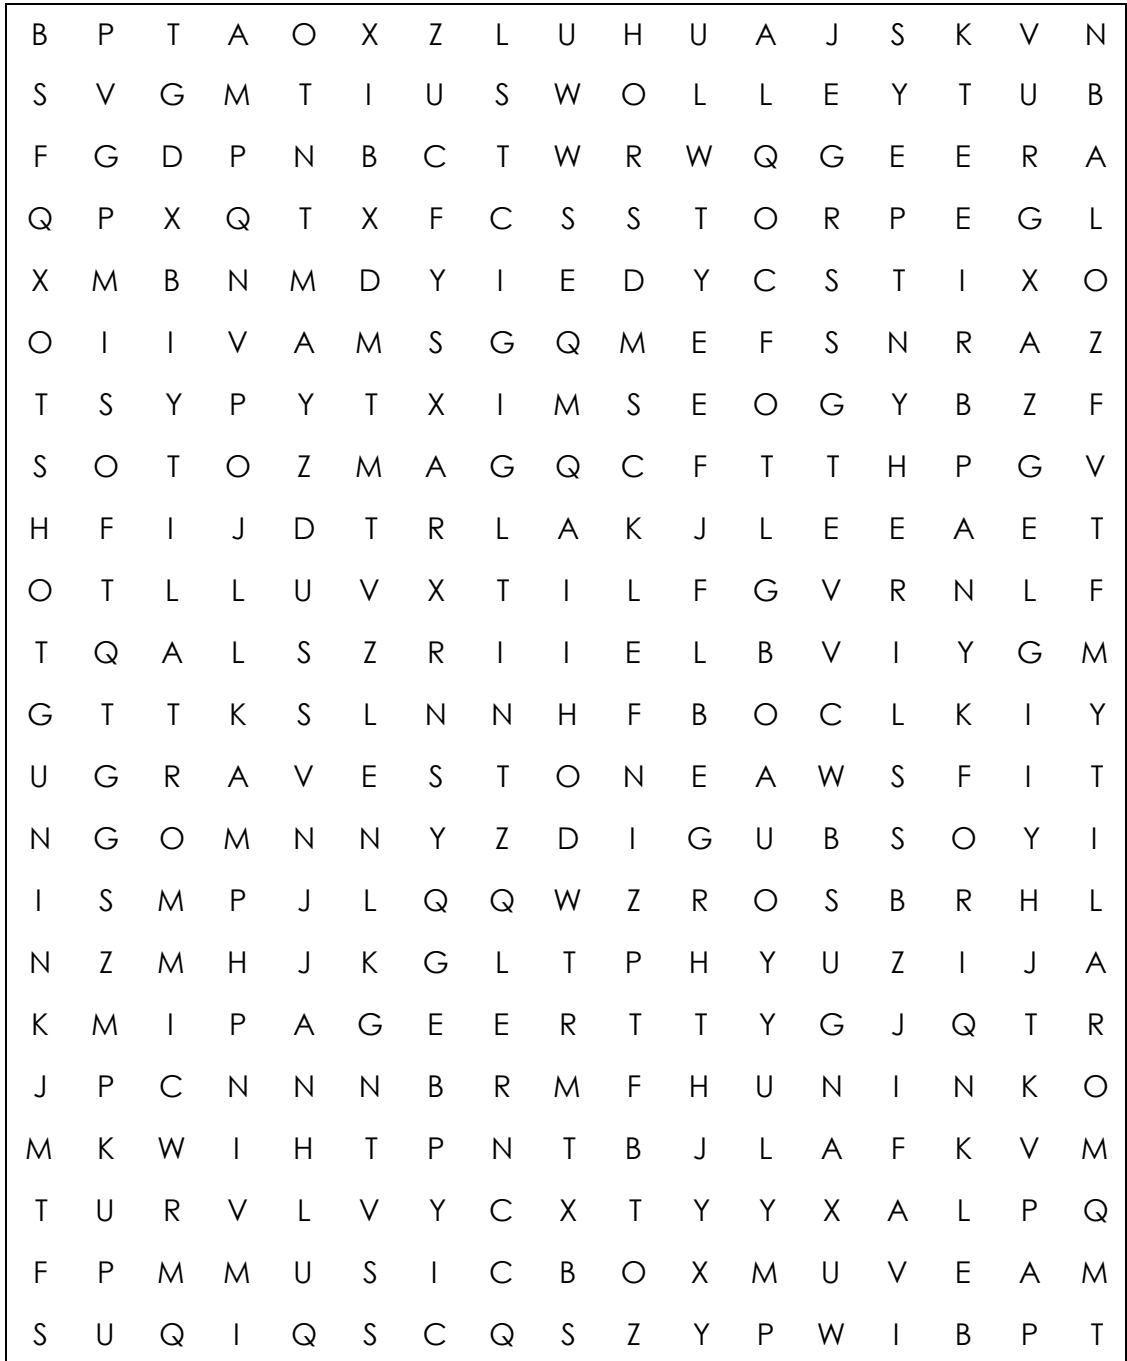 B P T A O X Z L U H U A J S K V N
S V G M T I U S W O L L E Y T U B
F G D P N B C T W R W Q G E E R A
Q P X Q T X F C S S T O R P E G L
X M B N M D Y I E D Y C S T I X O
O I I V A M S G Q M E F S N R A Z
T S Y P Y T X I M S E O G Y B Z F
S O T O Z M A G Q C F T T H P G V
H F I J D T R L A K J L E E A E T
O T L L U V X T I L F G V R N L F
T Q A L S Z R I I E L B V I Y G M
G T T K S L N N H F B O C L K I Y
U G R A V E S T O N E A W S F I T
N G O M N N Y Z D I G U B S O Y I
I S M P J L Q Q W Z R O S B R H L
N Z M H J K G L T P H Y U Z I J A
K M I P A G E E R T T Y G J Q T R
J P C N N N B R M F H U N I N K O
M K W I H T P N T B J L A F K V M
T U R V L V Y C X T Y Y X A L P Q
F P M M U S I C B O X M U V E A M
S U Q I Q S C Q S Z Y P W I B P T